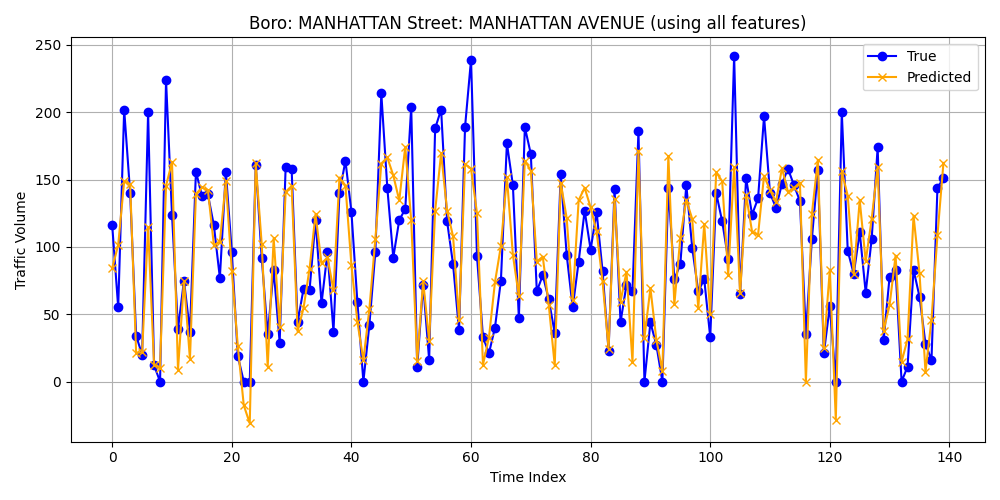 Boro: MANHATTAN Street: MANHATTAN AVENUE (using all features)
True
Predicted
Traffic Volume
250
200
150
100
50
0
0 20 40 60 80 100 120 140
Time Index